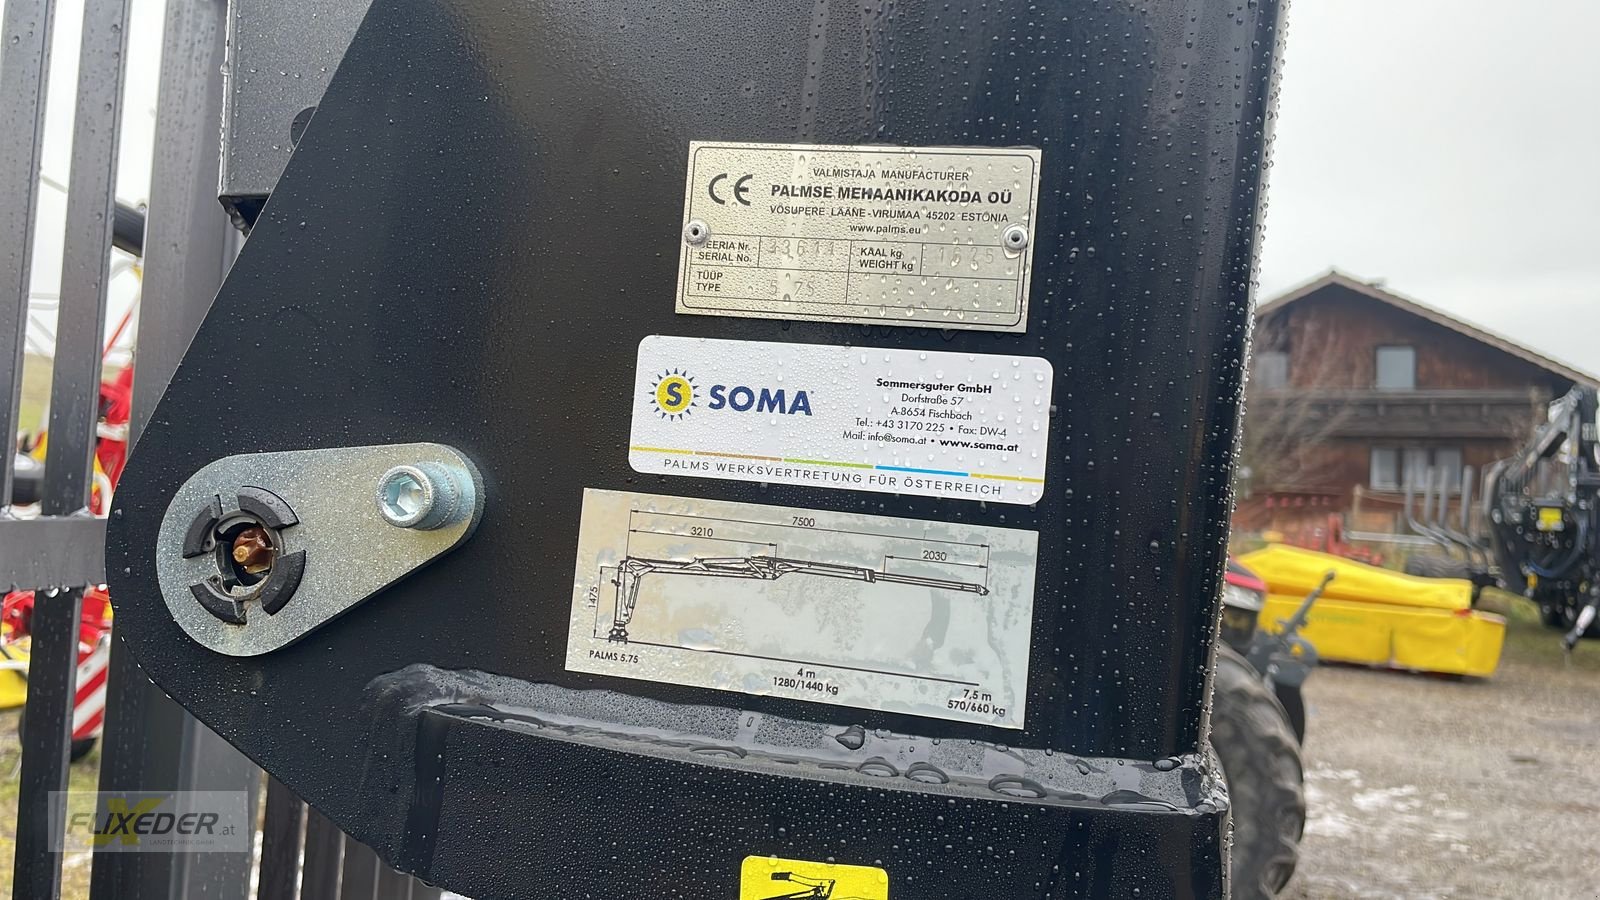 VALMISTAJA MANUFACTURER
CE PALMSE MEHAANIKAKODA OÜ
VÕSUPERE LÄÄNE-VIRUMAA 45202 ESTONIA
www.palms.eu
SEERIA Nr.
SERIAL No.
KAAL kg
WEIGHT kg
TÜÜP
TYPE
S SOMA
Sommersguter GmbH
Dorfstraße 57
A-8654 Fischbach
Tel.: +43 3170 225 • Fax: DW-4
Mail: info@soma.at • www.soma.at
PALMS WERKSVERTRETUNG FÜR ÖSTERREICH
7500
3210
2030
1475
PALMS 5.75
4 m
1280/1440 kg
7,5 m
570/660 kg
FLIXEDER.at
LANDTECHNIK GMBH